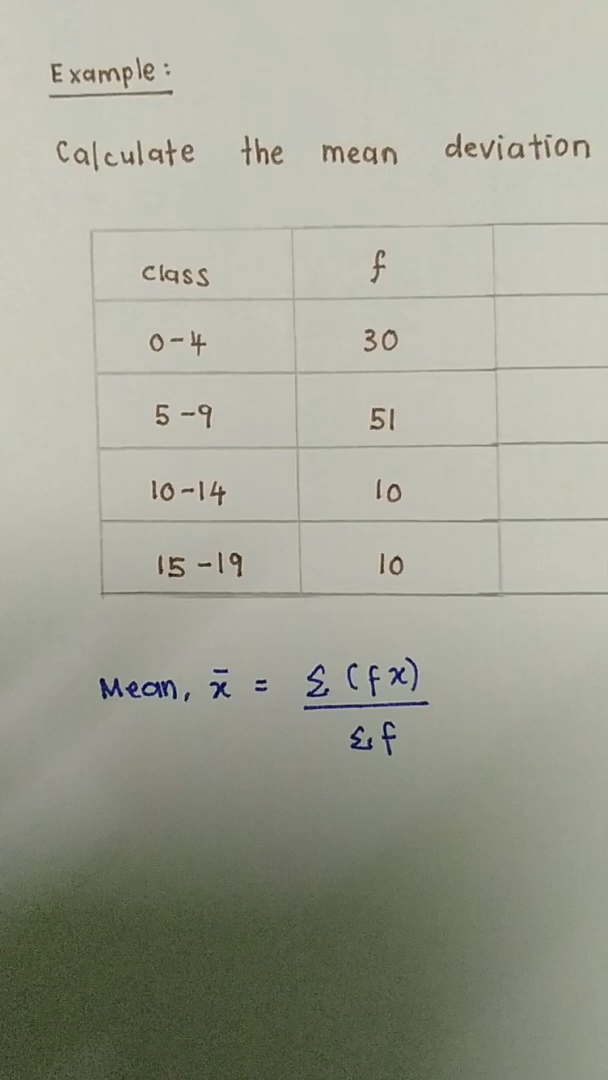 Example:
Calculate the mean deviation
class f
0-4 30
5-9 51
10-14 10
15-19 10
Mean, x̄ = Σ (fx)
Σf